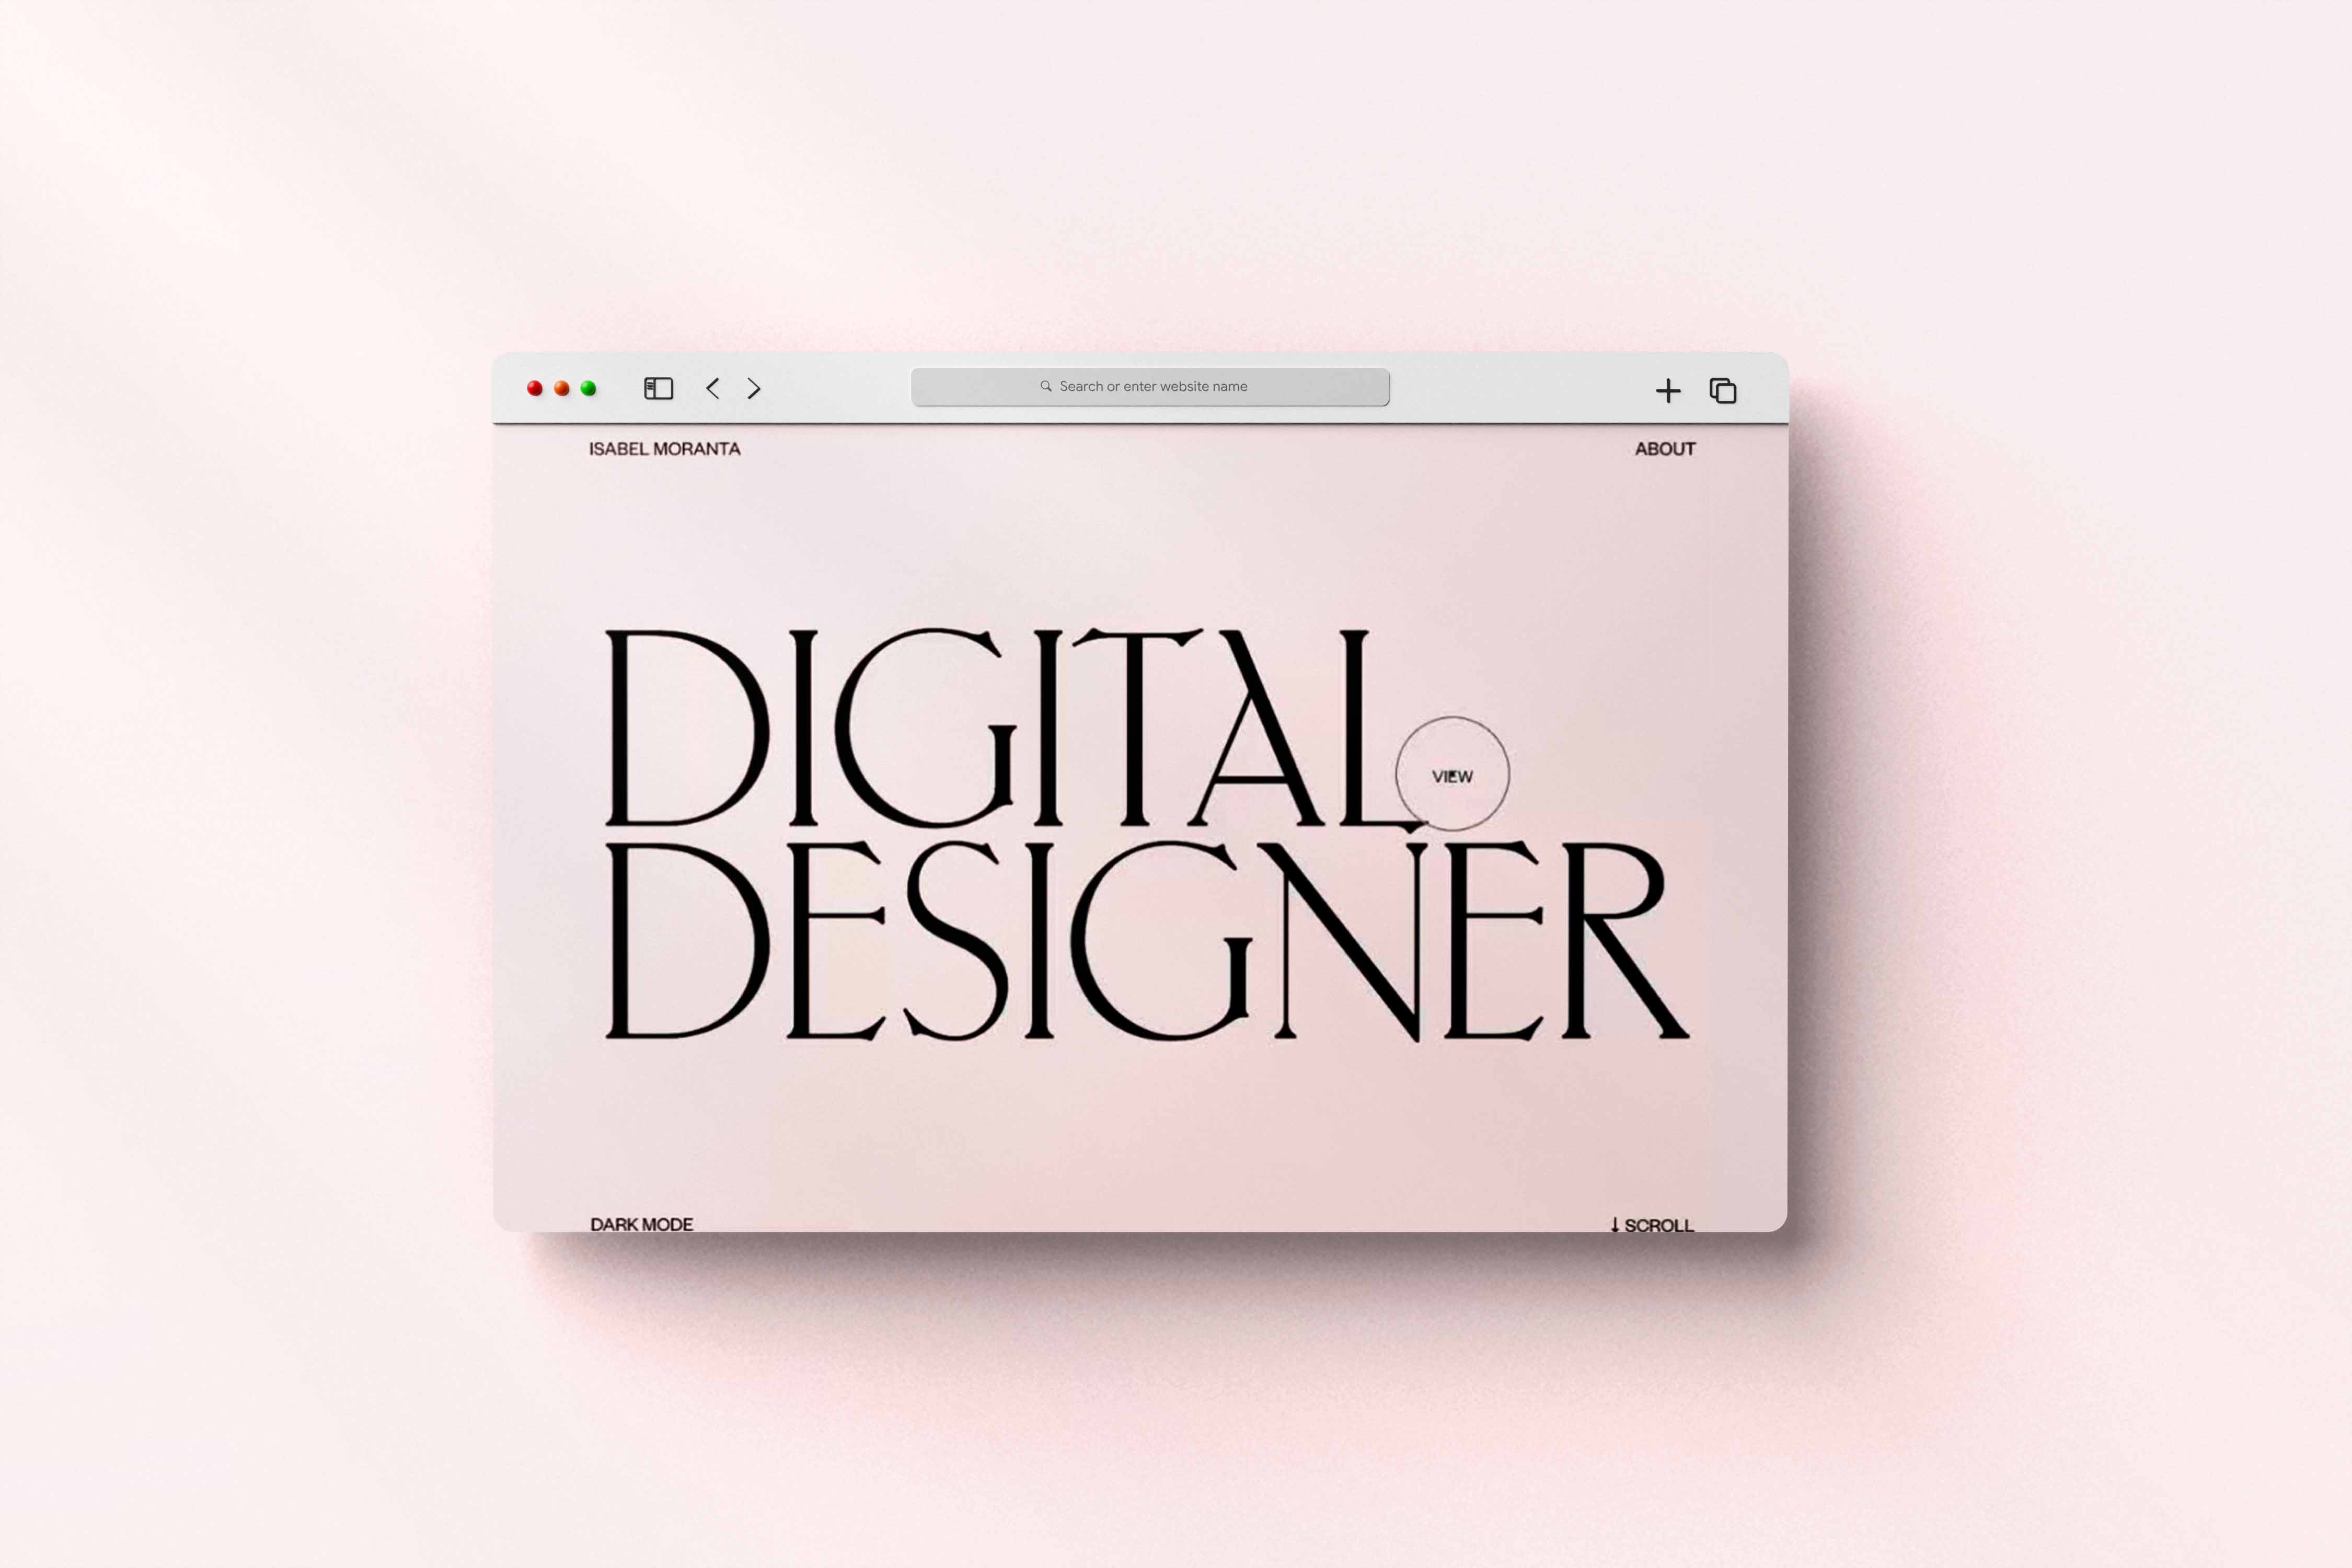 Search or enter website name
ISABEL MORANTA
ABOUT
DIGITAL
VIEW
DESIGNER
DARK MODE
↓ SCROLL